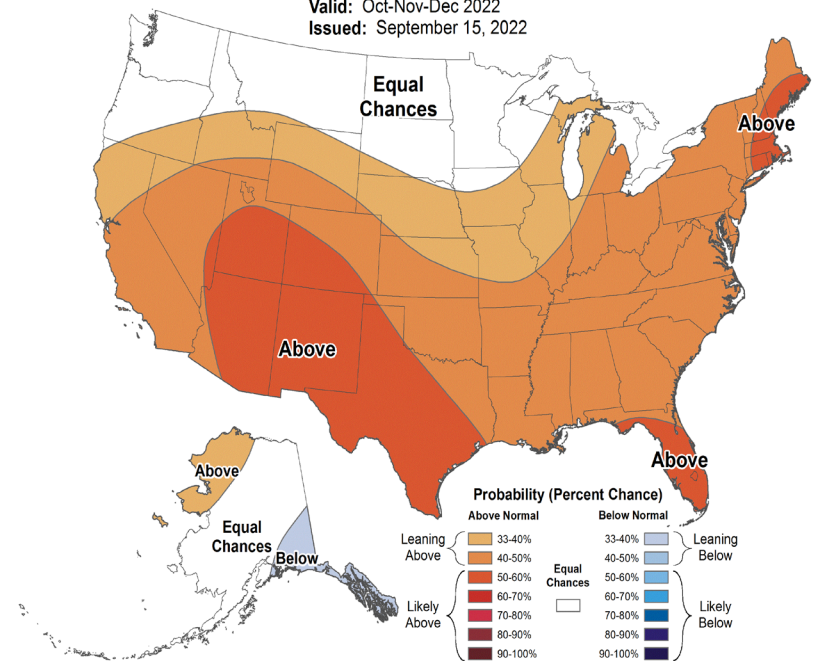 Valid: Oct-Nov-Dec 2022
Issued: September 15, 2022
Equal
Chances
Above
Above
Above
Above
Equal
Chances
Below
Probability (Percent Chance)
Above Normal
Below Normal
Leaning
Above
33-40%
40-50%
Likely
Above
50-60%
60-70%
70-80%
80-90%
90-100%
Equal
Chances
33-40%
40-50%
Leaning
Below
50-60%
60-70%
70-80%
80-90%
90-100%
Likely
Below